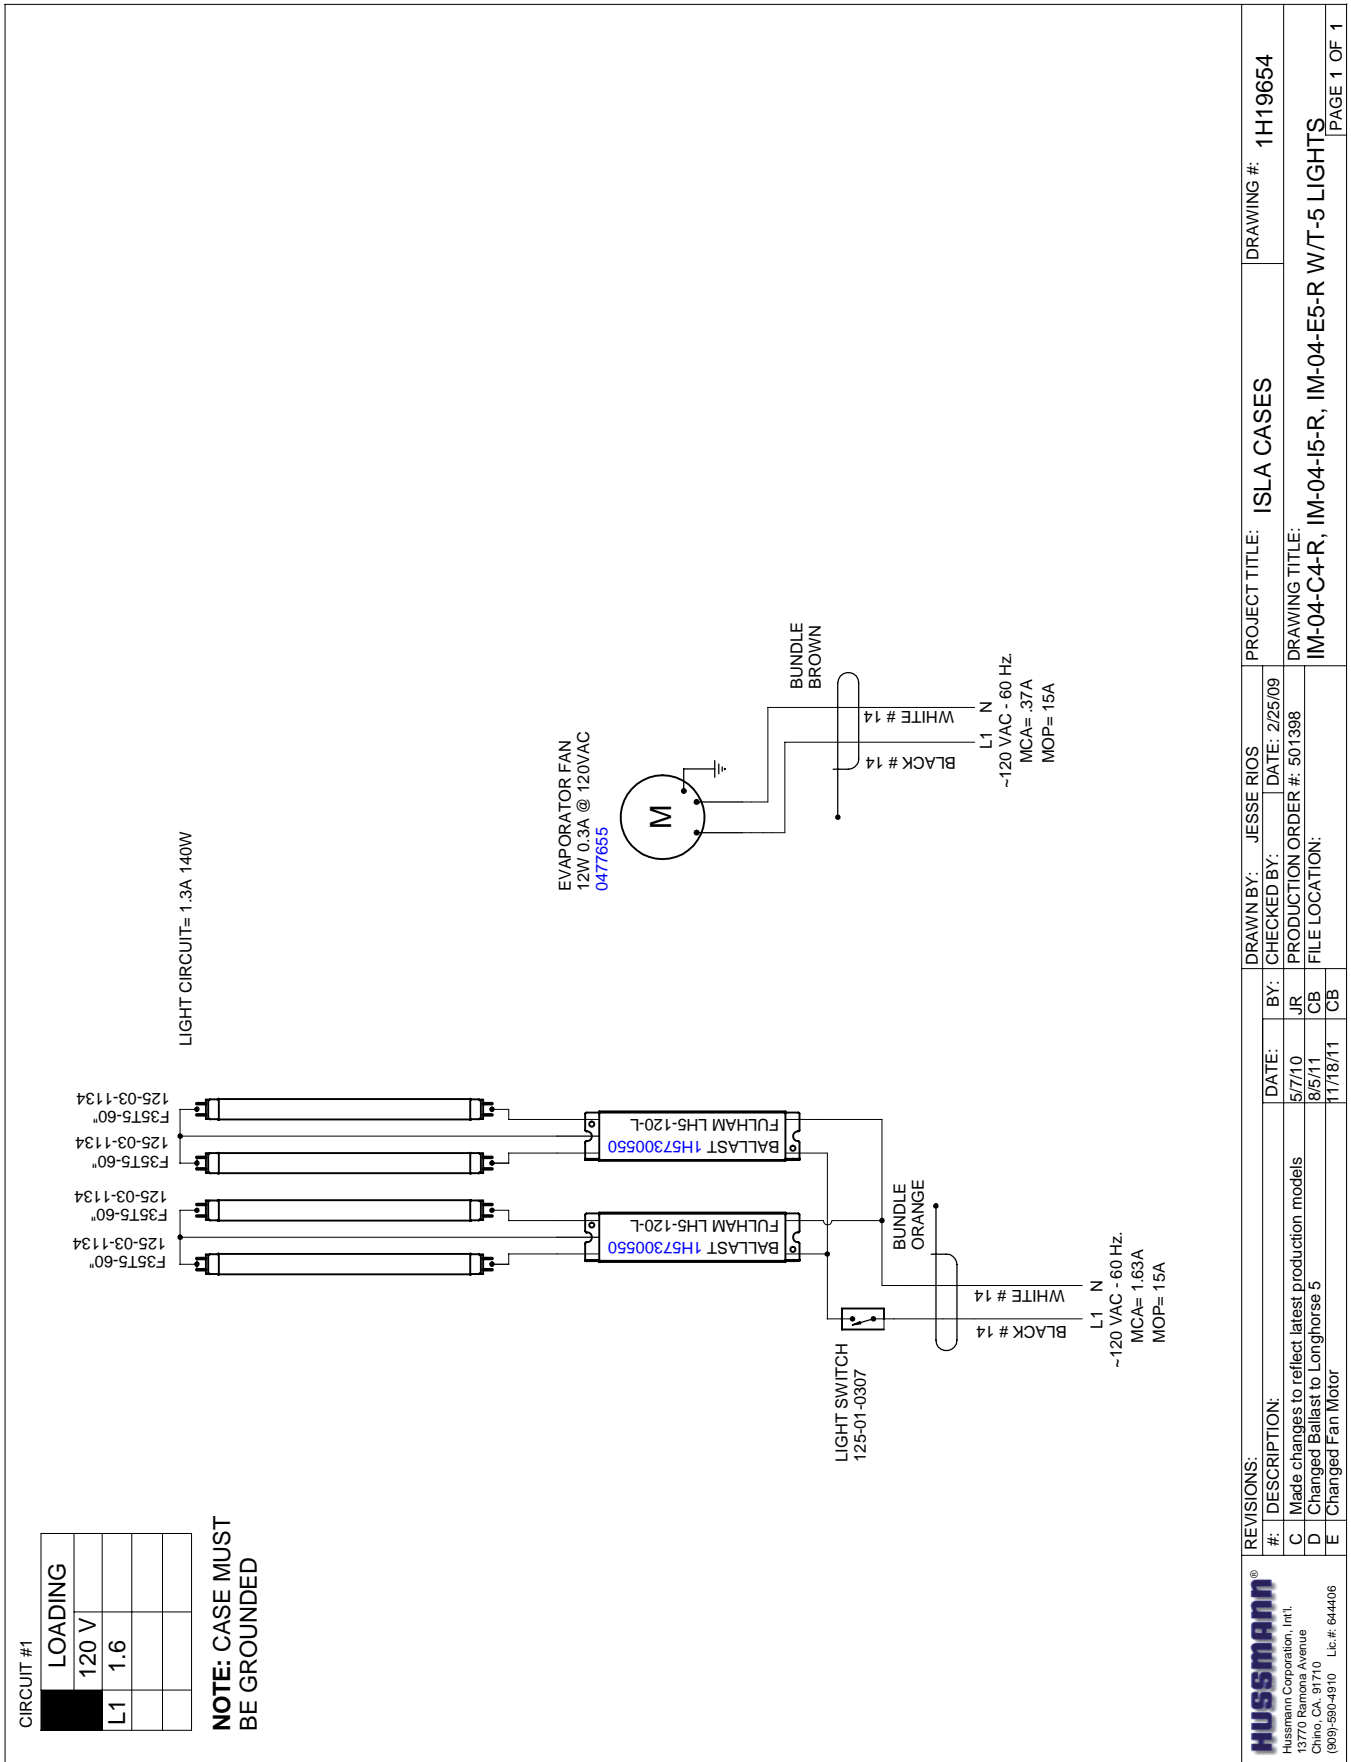 CIRCUIT #1
LOADING
120 V
L1 1.6
NOTE: CASE MUST
BE GROUNDED
F35T5-60"
125-03-1134
F35T5-60"
125-03-1134
F35T5-60"
125-03-1134
F35T5-60"
125-03-1134
LIGHT CIRCUIT= 1.3A 140W
BALLAST 1H57300550
FULHAM LH5-120-L
BALLAST 1H57300550
FULHAM LH5-120-L
LIGHT SWITCH
125-01-0307
BUNDLE
ORANGE
BLACK # 14
WHITE # 14
L1 N
~120 VAC - 60 Hz.
MCA= 1.63A
MOP= 15A
EVAPORATOR FAN
12W 0.3A @ 120VAC
0477655
M
BUNDLE
BROWN
BLACK # 14
WHITE # 14
L1 N
~120 VAC - 60 Hz.
MCA= .37A
MOP= 15A
HUSSMANN®
Hussmann Corporation, Int'l.
13770 Ramona Avenue
Chino, CA. 91710
(909)-590-4910 Lic.#: 644406
REVISIONS:
#: DESCRIPTION: DATE: BY:
C Made changes to reflect latest production models 5/7/10 JR
D Changed Ballast to Longhorse 5 8/5/11 CB
E Changed Fan Motor 11/18/11 CB
DRAWN BY: JESSE RIOS
CHECKED BY: DATE: 2/25/09
PRODUCTION ORDER #: 501398
FILE LOCATION:
PROJECT TITLE: ISLA CASES
DRAWING #: 1H19654
DRAWING TITLE:
IM-04-C4-R, IM-04-I5-R, IM-04-E5-R W/T-5 LIGHTS
PAGE 1 OF 1